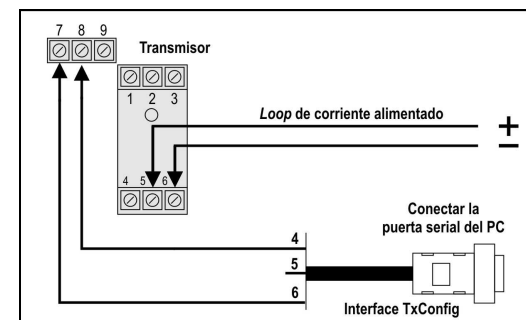 7 8 9
Transmisor
1 2 3
Loop de corriente alimentado
+
−
4 5 6
Conectar la
puerta serial del PC
4
5
6
Interface TxConfig